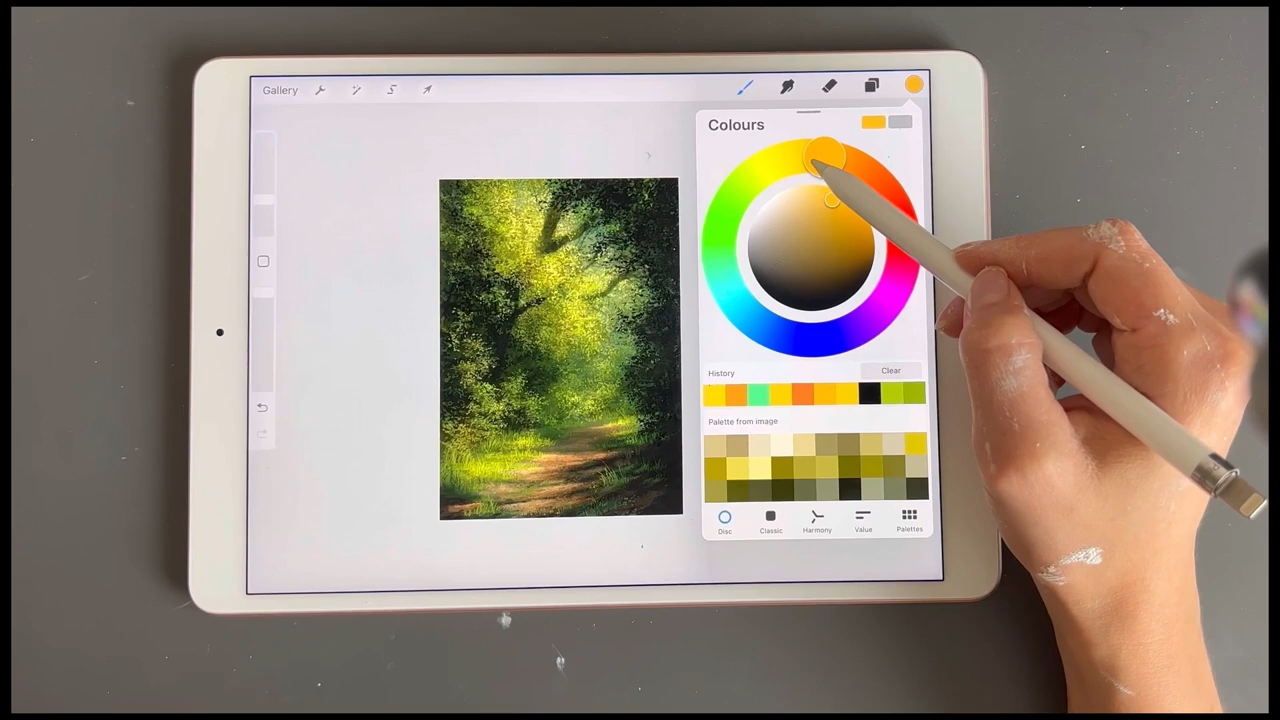 Gallery
Colours
History
Clear
Palette from image
Disc
Classic
Harmony
Value
Palettes